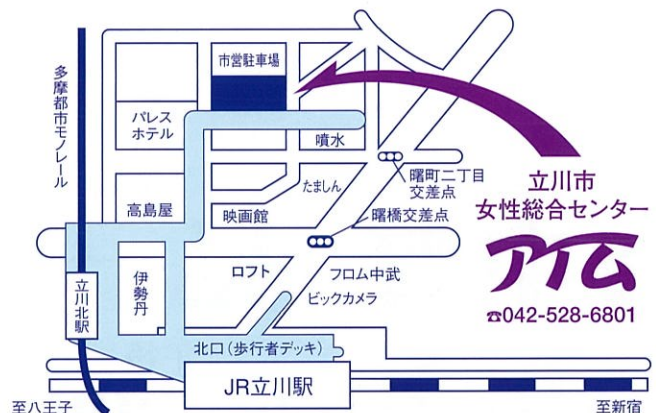 市営駐車場
多摩都市モノレール
パレス
ホテル
噴水
曙町二丁目
交差点
たましん
立川市
女性総合センター
アイム
☎042-528-6801
高島屋
映画館
曙橋交差点
ロフト
フロム中武
伊勢丹
ビックカメラ
立川北駅
北口(歩行者デッキ)
JR立川駅
至八王子
至新宿